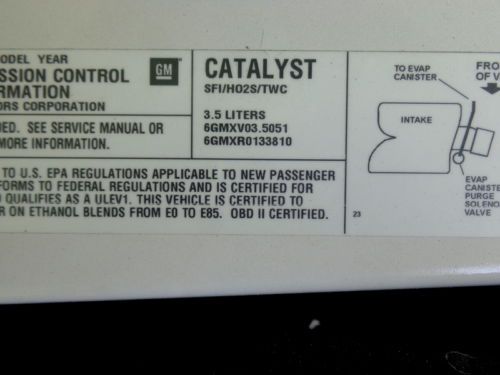 MODEL YEAR
SSION CONTROL
RMATION
ORS CORPORATION
GM
CATALYST
SFI/HO2S/TWC
3.5 LITERS
6GMXV03.5051
6GMXR0133810
DED. SEE SERVICE MANUAL OR
MORE INFORMATION.
TO U.S. EPA REGULATIONS APPLICABLE TO NEW PASSENGER
FORMS TO FEDERAL REGULATIONS AND IS CERTIFIED FOR
D QUALIFIES AS A ULEV1. THIS VEHICLE IS CERTIFIED TO
R ON ETHANOL BLENDS FROM E0 TO E85. OBD II CERTIFIED.
TO EVAP
CANISTER
FRO
OF V
INTAKE
EVAP
CANISTE
PURGE
SOLENO
VALVE
23